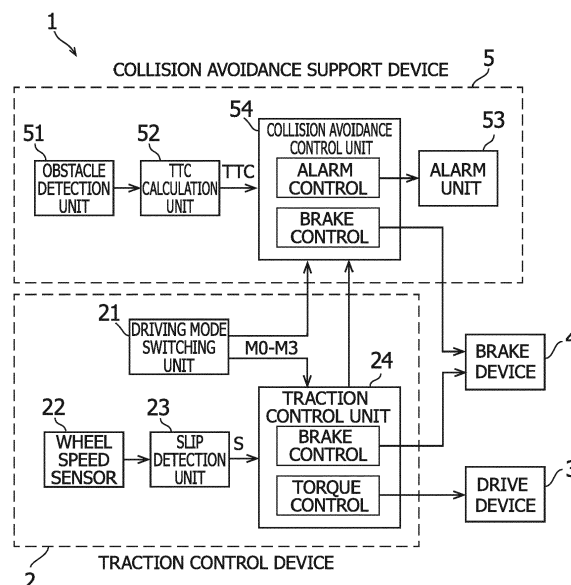 1
COLLISION AVOIDANCE SUPPORT DEVICE
5
51
52
54
53
OBSTACLE
DETECTION
UNIT
TTC
CALCULATION
UNIT
TTC
COLLISION AVOIDANCE
CONTROL UNIT
ALARM
CONTROL
BRAKE
CONTROL
ALARM
UNIT
21
DRIVING MODE
SWITCHING
UNIT
M0-M3
24
BRAKE
DEVICE
4
22
WHEEL
SPEED
SENSOR
23
SLIP
DETECTION
UNIT
S
TRACTION
CONTROL UNIT
BRAKE
CONTROL
TORQUE
CONTROL
DRIVE
DEVICE
3
2
TRACTION CONTROL DEVICE